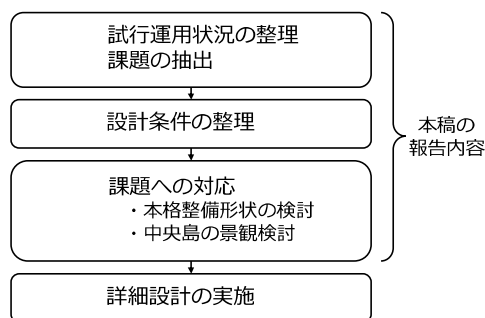 試行運用状況の整理
課題の抽出
設計条件の整理
課題への対応
・本格整備形状の検討
・中央島の景観検討
詳細設計の実施
本稿の
報告内容